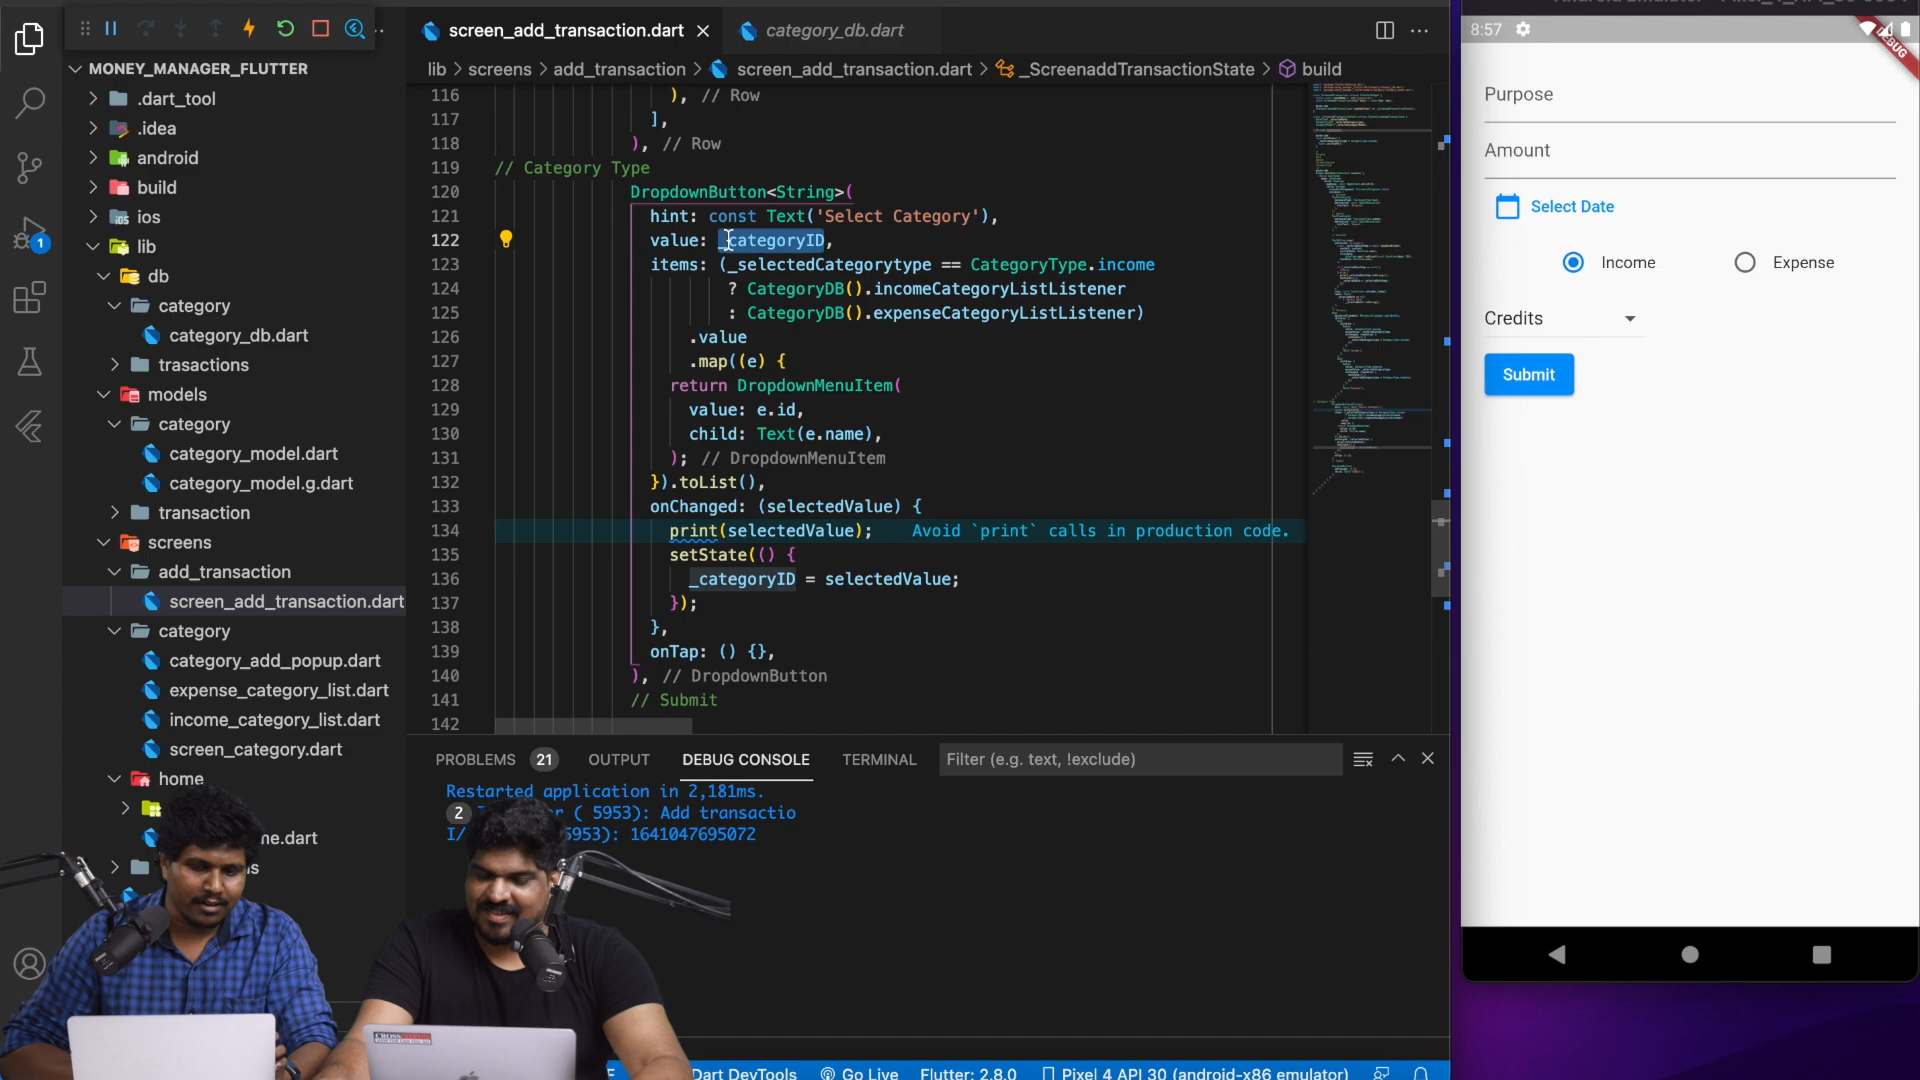 screen_add_transaction.dart
category_db.dart
MONEY_MANAGER_FLUTTER
.dart_tool
.idea
android
build
ios
lib
db
category
category_db.dart
trasactions
models
category
category_model.dart
category_model.g.dart
transaction
screens
add_transaction
screen_add_transaction.dart
category
category_add_popup.dart
expense_category_list.dart
income_category_list.dart
screen_category.dart
home
1
lib > screens > add_transaction > screen_add_transaction.dart > _ScreenaddTransactionState > build
116 ), // Row
117 ],
118 ), // Row
119 // Category Type
120 DropdownButton<String>(
121 hint: const Text('Select Category'),
122 value: _categoryID,
123 items: (_selectedCategorytype == CategoryType.income
124 ? CategoryDB().incomeCategoryListListener
125 : CategoryDB().expenseCategoryListListener)
126 .value
127 .map((e) {
128 return DropdownMenuItem(
129 value: e.id,
130 child: Text(e.name),
131 ); // DropdownMenuItem
132 }).toList(),
133 onChanged: (selectedValue) {
134 print(selectedValue); Avoid `print` calls in production code.
135 setState(() {
136 _categoryID = selectedValue;
137 });
138 },
139 onTap: () {},
140 ), // DropdownButton
141 // Submit
142
PROBLEMS 21 OUTPUT DEBUG CONSOLE TERMINAL Filter (e.g. text, !exclude)
Restarted application in 2,181ms.
2 ( 5953): Add transactio
I/ 5953): 1641047695072
Dart DevTools Go Live Flutter: 2.8.0 Pixel 4 API 30 (android-x86 emulator)
8:57
DEBUG
Purpose
Amount
Select Date
Income
Expense
Credits
Submit